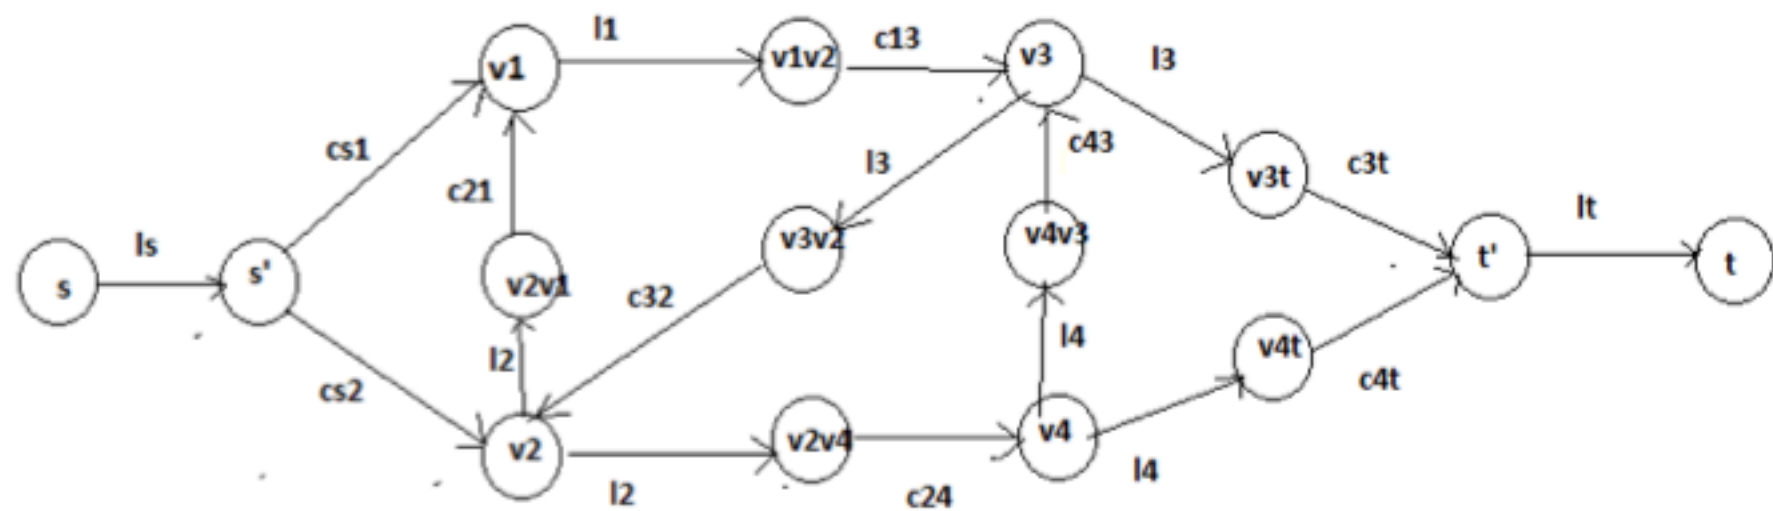 l1
c13
v1
v1v2
v3
l3
cs1
c21
l3
c43
v3t
c3t
ls
s
s'
v2v1
v3v2
v4v3
lt
t'
t
c32
l2
l4
v4t
cs2
c4t
v2
v2v4
v4
l2
c24
l4